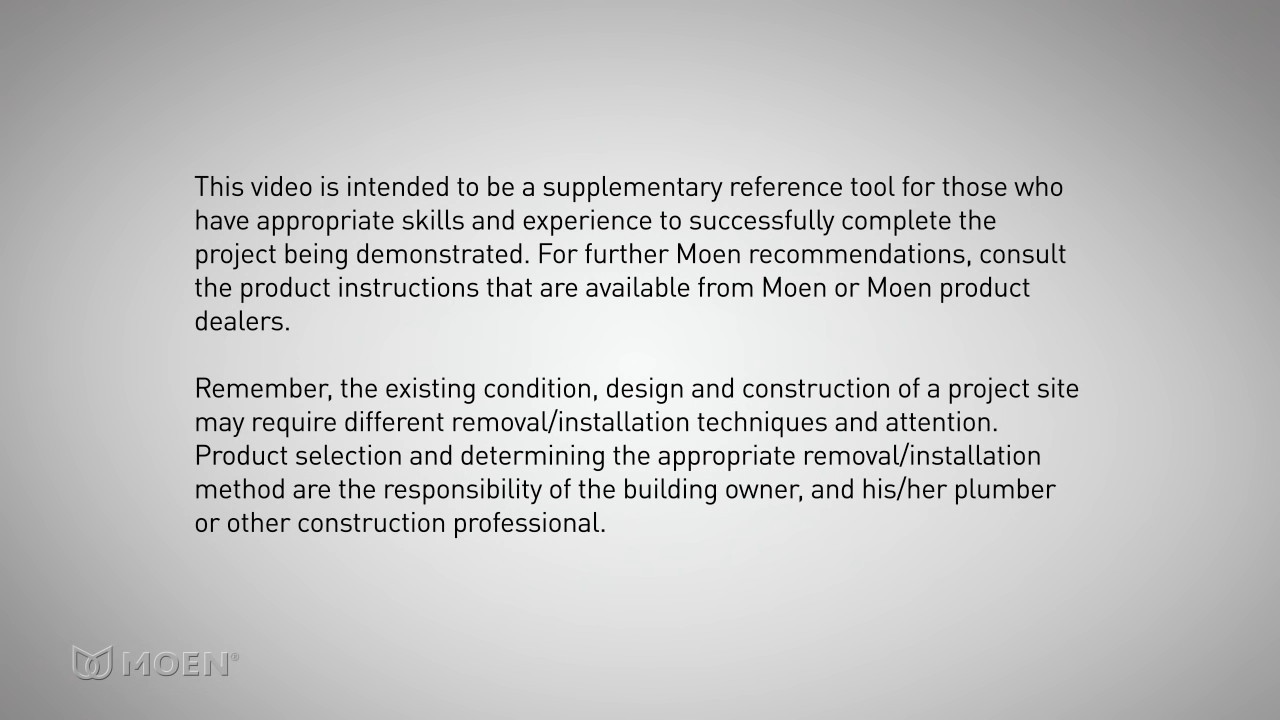 This video is intended to be a supplementary reference tool for those who
have appropriate skills and experience to successfully complete the
project being demonstrated. For further Moen recommendations, consult
the product instructions that are available from Moen or Moen product
dealers.
Remember, the existing condition, design and construction of a project site
may require different removal/installation techniques and attention.
Product selection and determining the appropriate removal/installation
method are the responsibility of the building owner, and his/her plumber
or other construction professional.
MOEN®